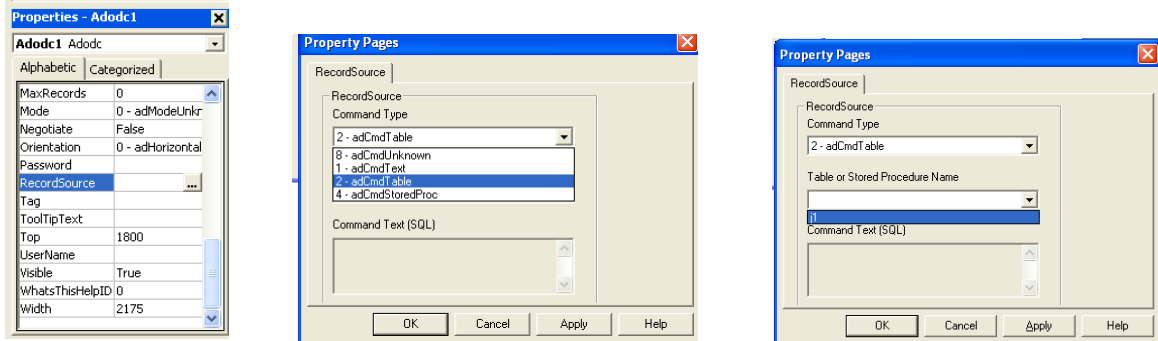 Properties - Adodc1
Adodc1 Adodc
Alphabetic Categorized
MaxRecords 0
Mode 0 - adModeUnkr
Negotiate False
Orientation 0 - adHorizontal
Password
RecordSource ...
Tag
ToolTipText
Top 1800
UserName
Visible True
WhatsThisHelpID 0
Width 2175
Property Pages
RecordSource
RecordSource
Command Type
2 - adCmdTable
8 - adCmdUnknown
1 - adCmdText
2 - adCmdTable
4 - adCmdStoredProc
Command Text (SQL)
OK Cancel Apply Help
Property Pages
RecordSource
RecordSource
Command Type
2 - adCmdTable
Table or Stored Procedure Name
Command Text (SQL)
OK Cancel Apply Help